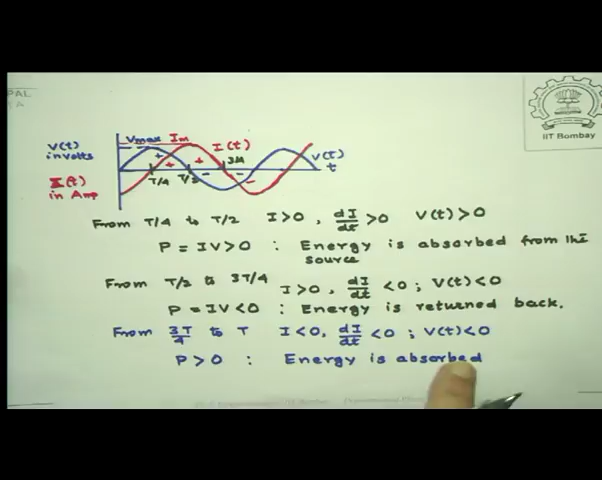 PAL
TA
IIT Bombay
V(t)
in Volts
Vmax Im I(t)
V(t)
t
T/4 T/2 3T/4
I(t)
in Amp
From T/4 to T/2 I>0 , dI/dt >0 V(t)>0
P = IV>0 : Energy is absorbed from the
source
From T/2 to 3T/4 I>0, dI/dt <0 ; V(t)<0
P = IV<0 : Energy is returned back.
From 3T/4 to T I<0, dI/dt <0 ; V(t)<0
P>0 : Energy is absorbed